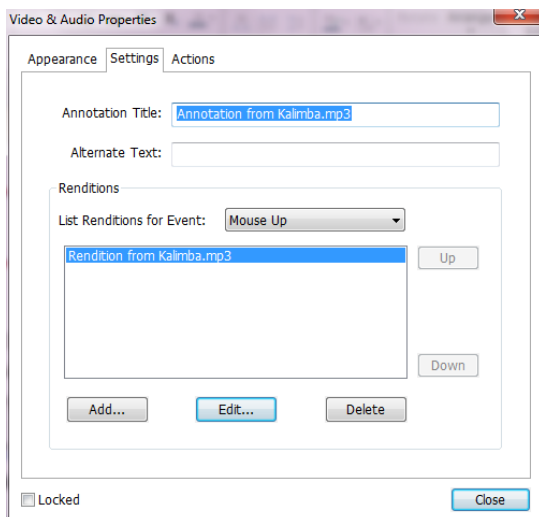 Video & Audio Properties
Appearance Settings Actions
Annotation Title: Annotation from Kalimba.mp3
Alternate Text:
Renditions
List Renditions for Event: Mouse Up
Rendition from Kalimba.mp3
Up
Down
Add... Edit... Delete
Locked Close